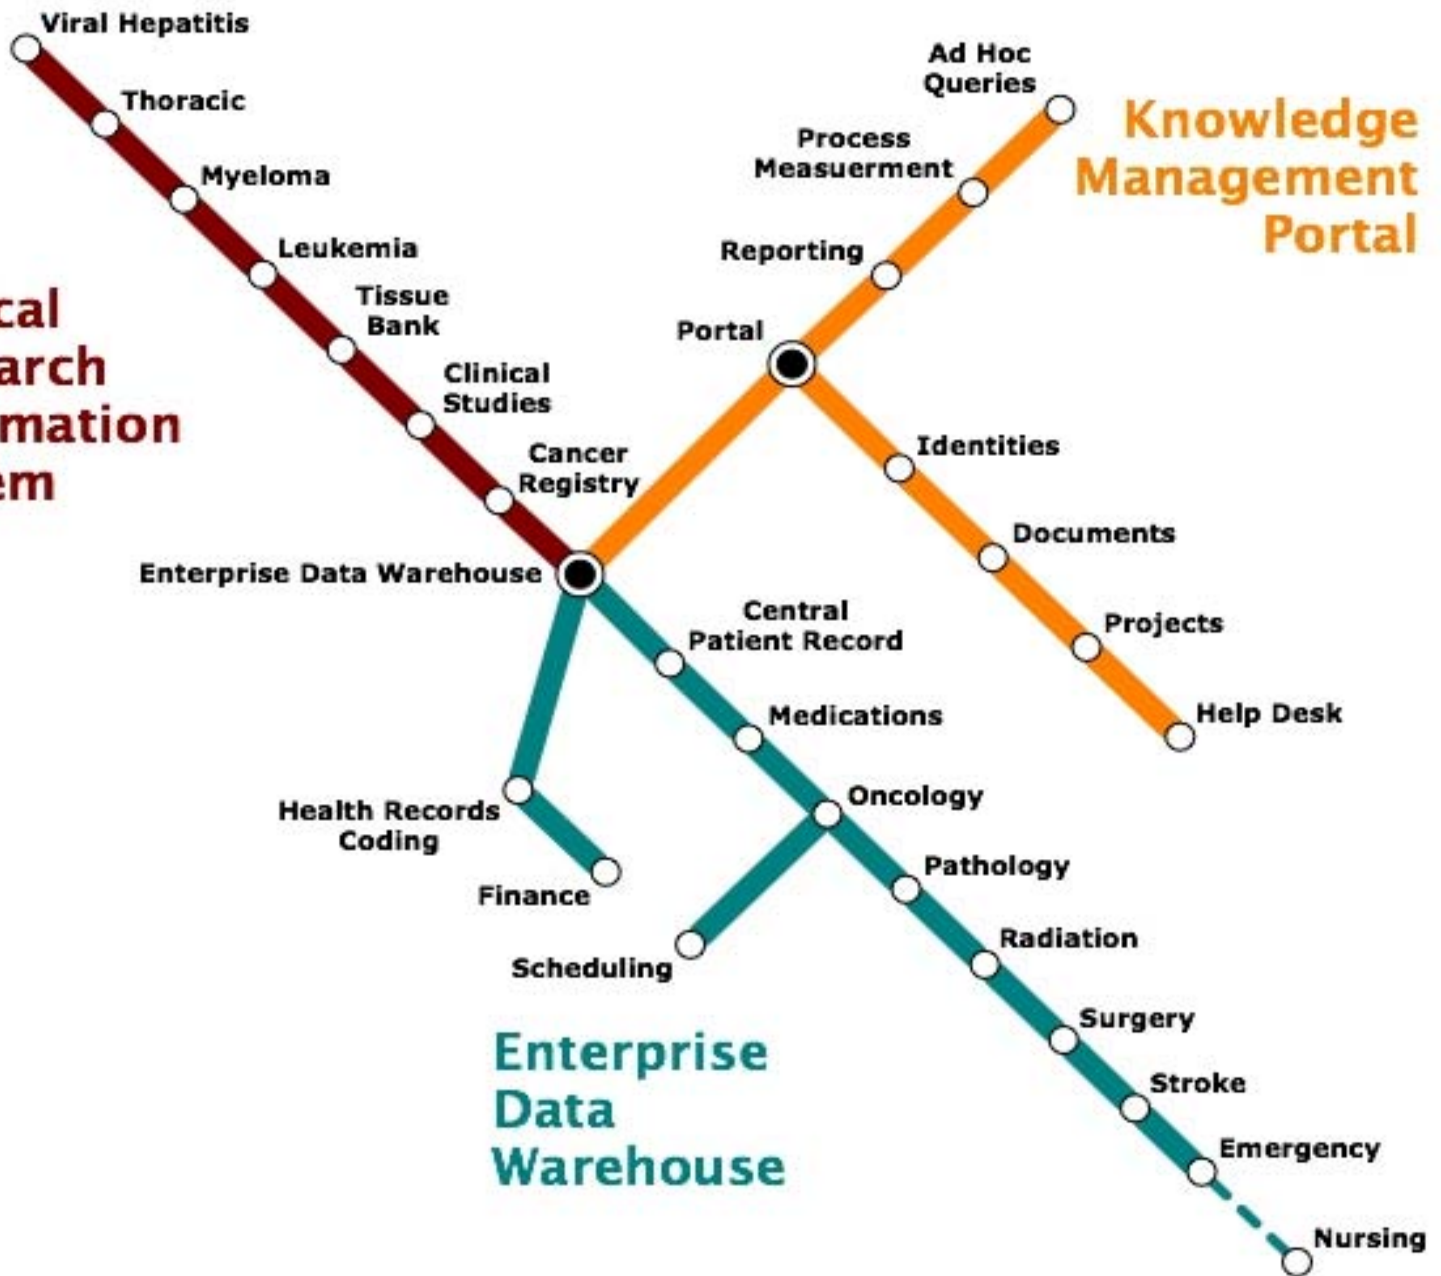 Viral Hepatitis
Thoracic
Myeloma
Leukemia
Tissue
Bank
Clinical
Studies
Cancer
Registry
Enterprise Data Warehouse
cal
arch
mation
em
Ad Hoc
Queries
Process
Measuerment
Reporting
Portal
Knowledge
Management
Portal
Identities
Documents
Projects
Help Desk
Central
Patient Record
Medications
Oncology
Pathology
Radiation
Surgery
Stroke
Emergency
Nursing
Health Records
Coding
Finance
Scheduling
Enterprise
Data
Warehouse